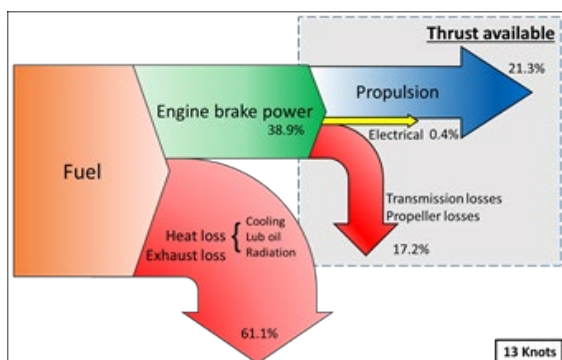 Thrust available
21.3%
Propulsion
Engine brake power
38.9%
Electrical 0.4%
Fuel
Transmission losses
Propeller losses
17.2%
Heat loss { Cooling
Exhaust loss Lub oil
Radiation
61.1%
13 Knots